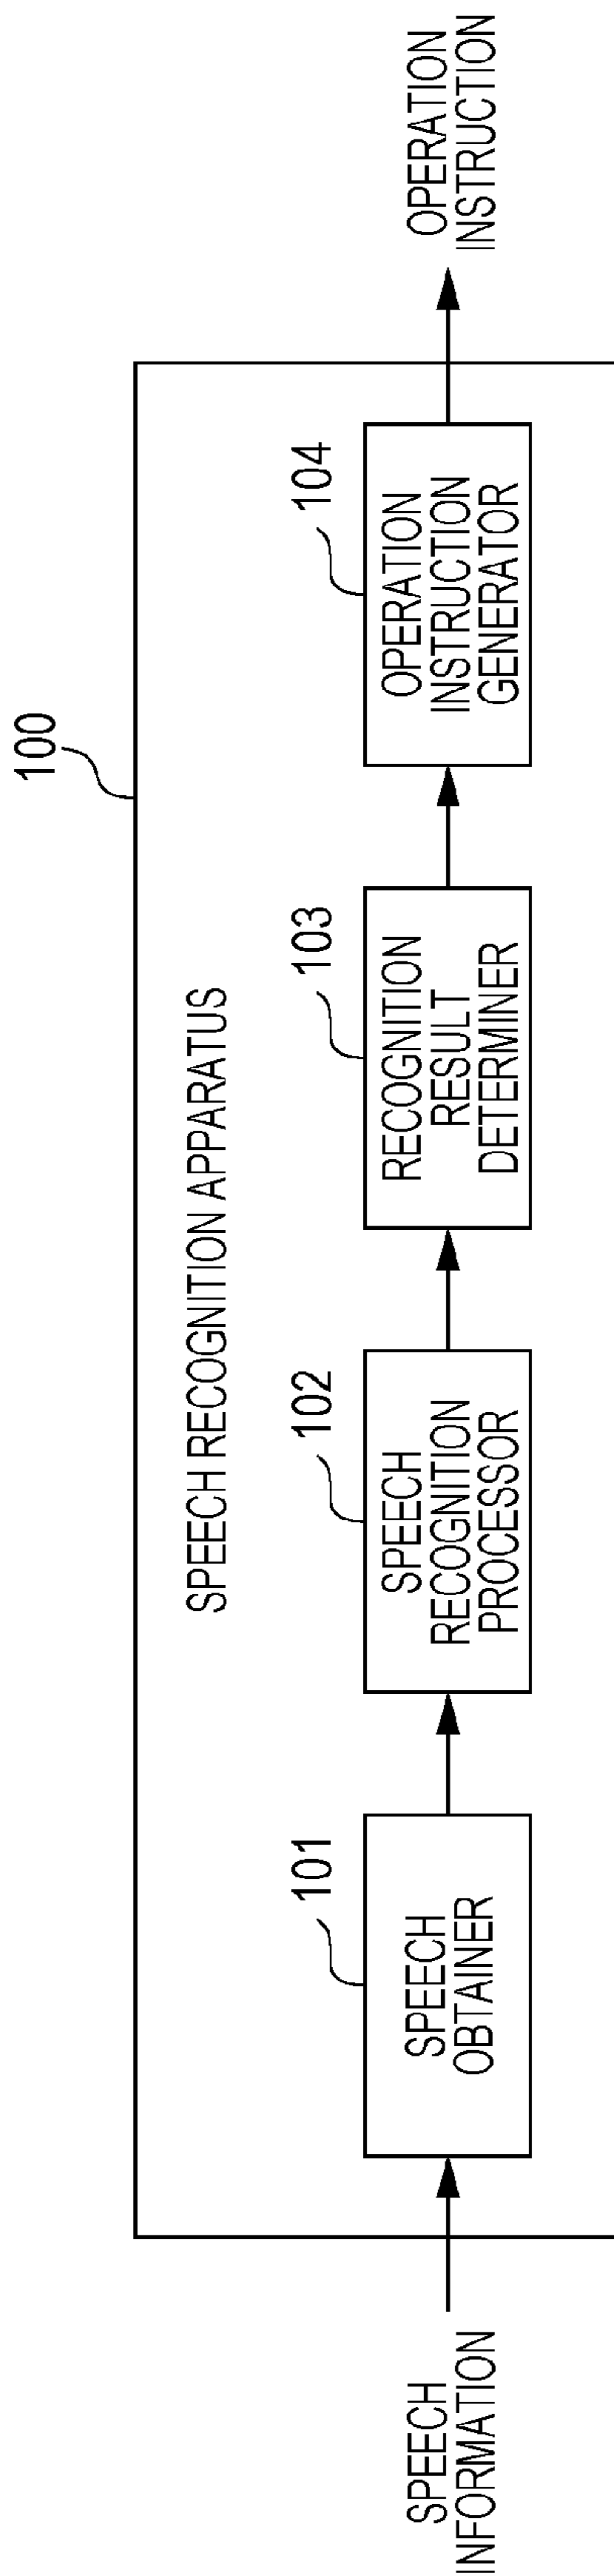 100
SPEECH RECOGNITION APPARATUS
SPEECH
INFORMATION
101
SPEECH
OBTAINER
102
SPEECH
RECOGNITION
PROCESSOR
103
RECOGNITION
RESULT
DETERMINER
104
OPERATION
INSTRUCTION
GENERATOR
OPERATION
INSTRUCTION